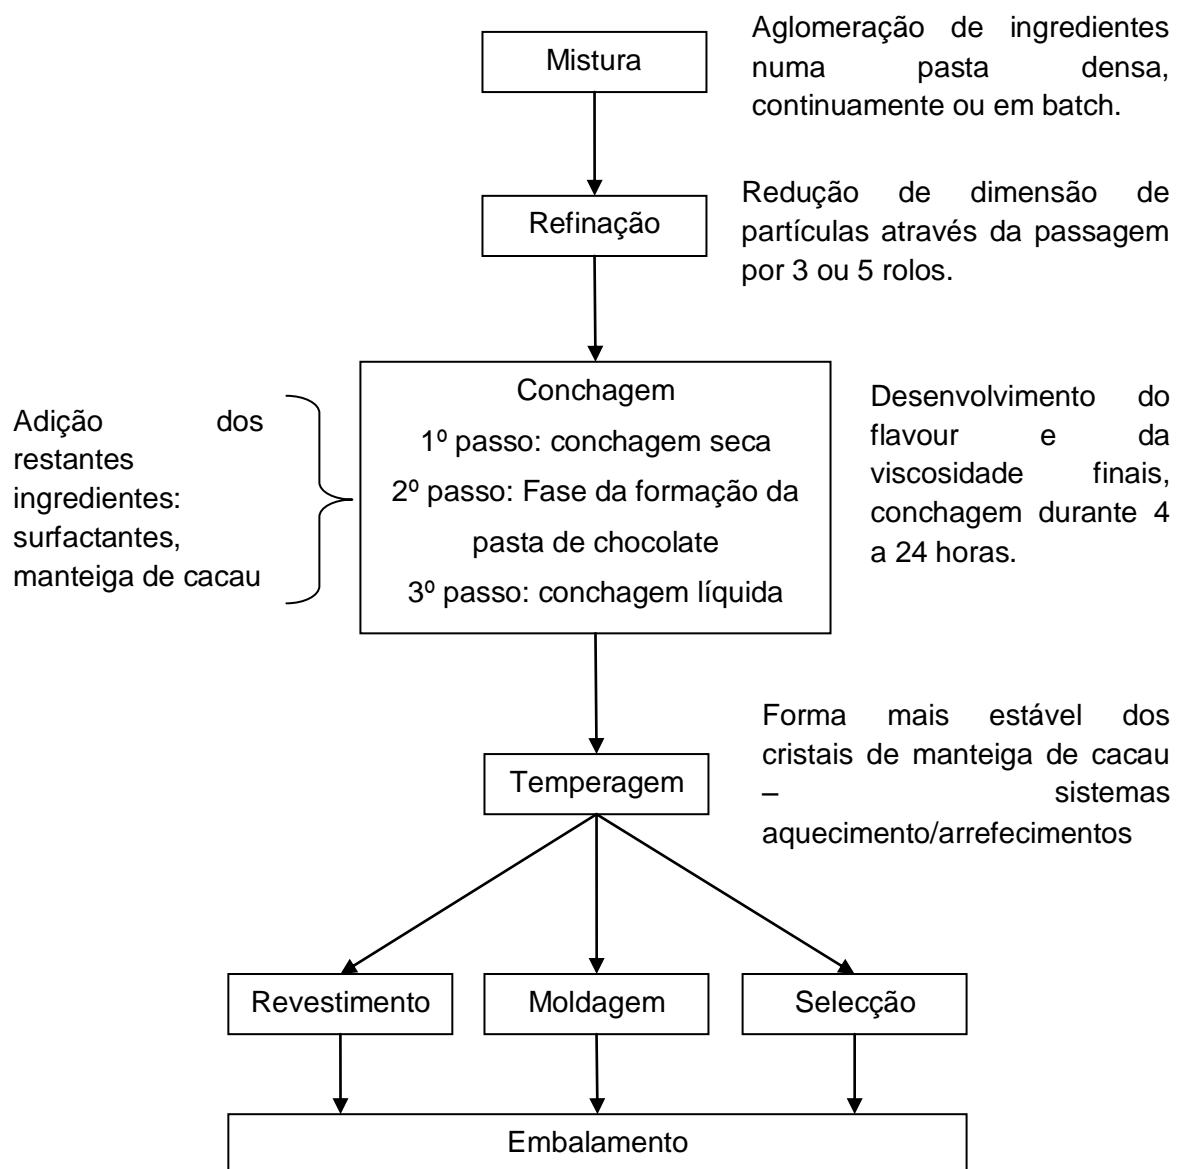 Mistura
Aglomeração de ingredientes
numa pasta densa,
continuamente ou em batch.
Refinação
Redução de dimensão de
partículas através da passagem
por 3 ou 5 rolos.
Adição dos
restantes
ingredientes:
surfactantes,
manteiga de cacau
Conchagem
1º passo: conchagem seca
2º passo: Fase da formação da
pasta de chocolate
3º passo: conchagem líquida
Desenvolvimento do
flavour e da
viscosidade finais,
conchagem durante 4
a 24 horas.
Temperagem
Forma mais estável dos
cristais de manteiga de cacau
– sistemas
aquecimento/arrefecimentos
Revestimento
Moldagem
Selecção
Embalamento